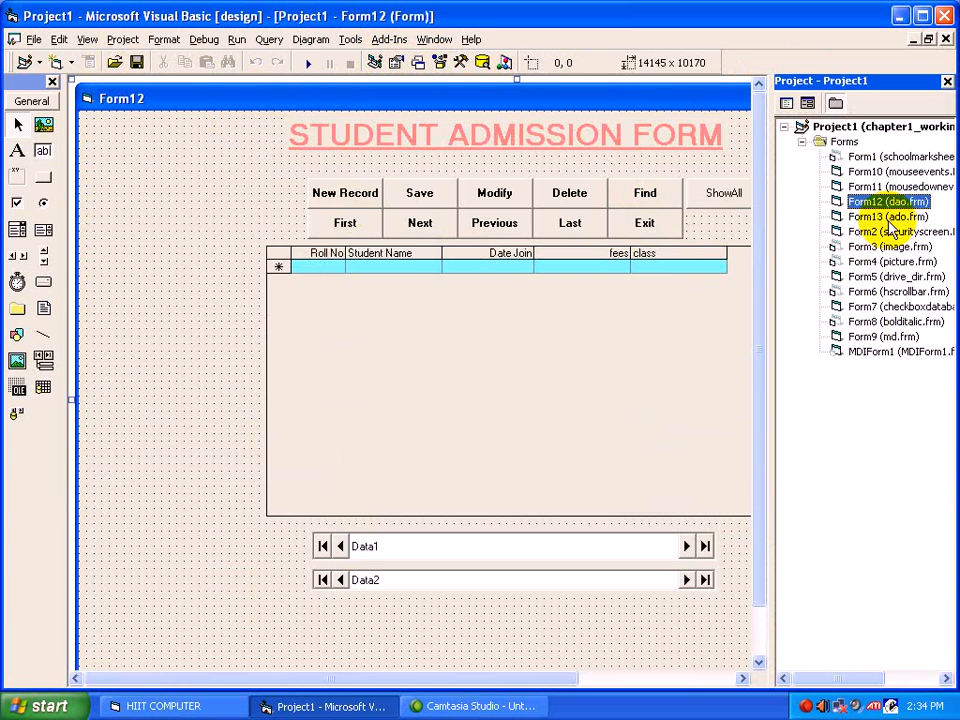 Project1 - Microsoft Visual Basic [design] - [Project1 - Form12 (Form)]
File Edit View Project Format Debug Run Query Diagram Tools Add-Ins Window Help
0, 0 14145 x 10170
General
Form12
STUDENT ADMISSION FORM
New Record Save Modify Delete Find ShowAll
First Next Previous Last Exit
Roll No Student Name Date Join fees class
Data1
Data2
Project - Project1
Project1 (chapter1_workin
Forms
Form1 (schoolmarkshee
Form10 (mouseevents.
Form11 (mousedownev
Form12 (dao.frm)
Form13 (ado.frm)
Form2 (securityscreen.
Form3 (image.frm)
Form4 (picture.frm)
Form5 (drive_dir.frm)
Form6 (hscrollbar.frm)
Form7 (checkboxdataba
Form8 (bolditalic.frm)
Form9 (md.frm)
MDIForm1 (MDIForm1.f
start HIIT COMPUTER Project1 - Microsoft V... Camtasia Studio - Unt... ATI 2:34 PM